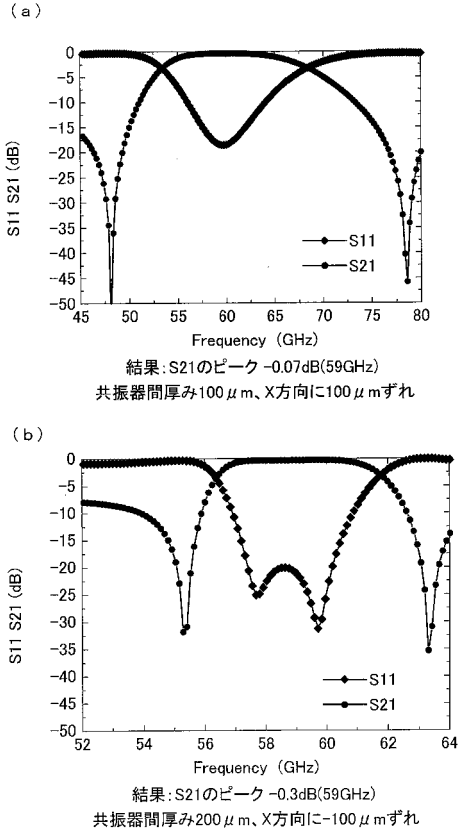 (a)
0
-5
-10
-15
-20
-25
-30
-35
-40
-45
-50
S11 S21 (dB)
S11
S21
45 50 55 60 65 70 75 80
Frequency (GHz)
結果:S21のピーク -0.07dB(59GHz)
共振器間厚み100μm、X方向に100μmずれ
(b)
0
-5
-10
-15
-20
-25
-30
-35
-40
-45
-50
S11 S21 (dB)
S11
S21
52 54 56 58 60 62 64
Frequency (GHz)
結果:S21のピーク -0.3dB(59GHz)
共振器間厚み200μm、X方向に-100μmずれ